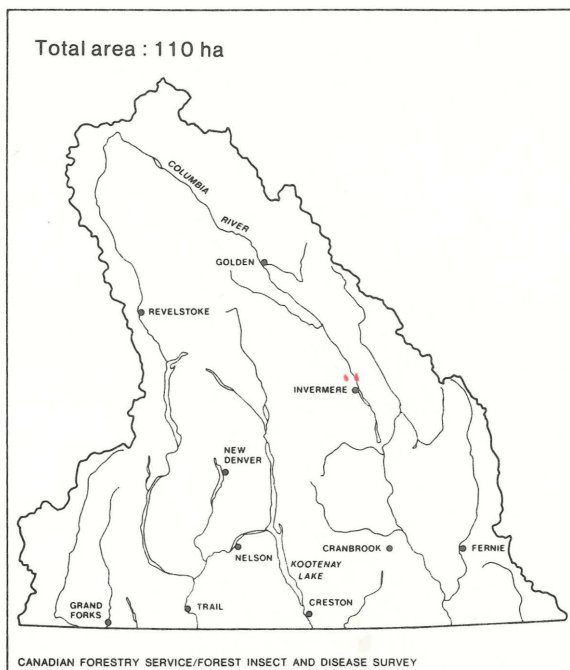 Total area : 110 ha
COLUMBIA
RIVER
GOLDEN
REVELSTOKE
INVERMERE
NEW
DENVER
NELSON
KOOTENAY
LAKE
CRANBROOK
FERNIE
GRAND
FORKS
TRAIL
CRESTON
CANADIAN FORESTRY SERVICE/FOREST INSECT AND DISEASE SURVEY